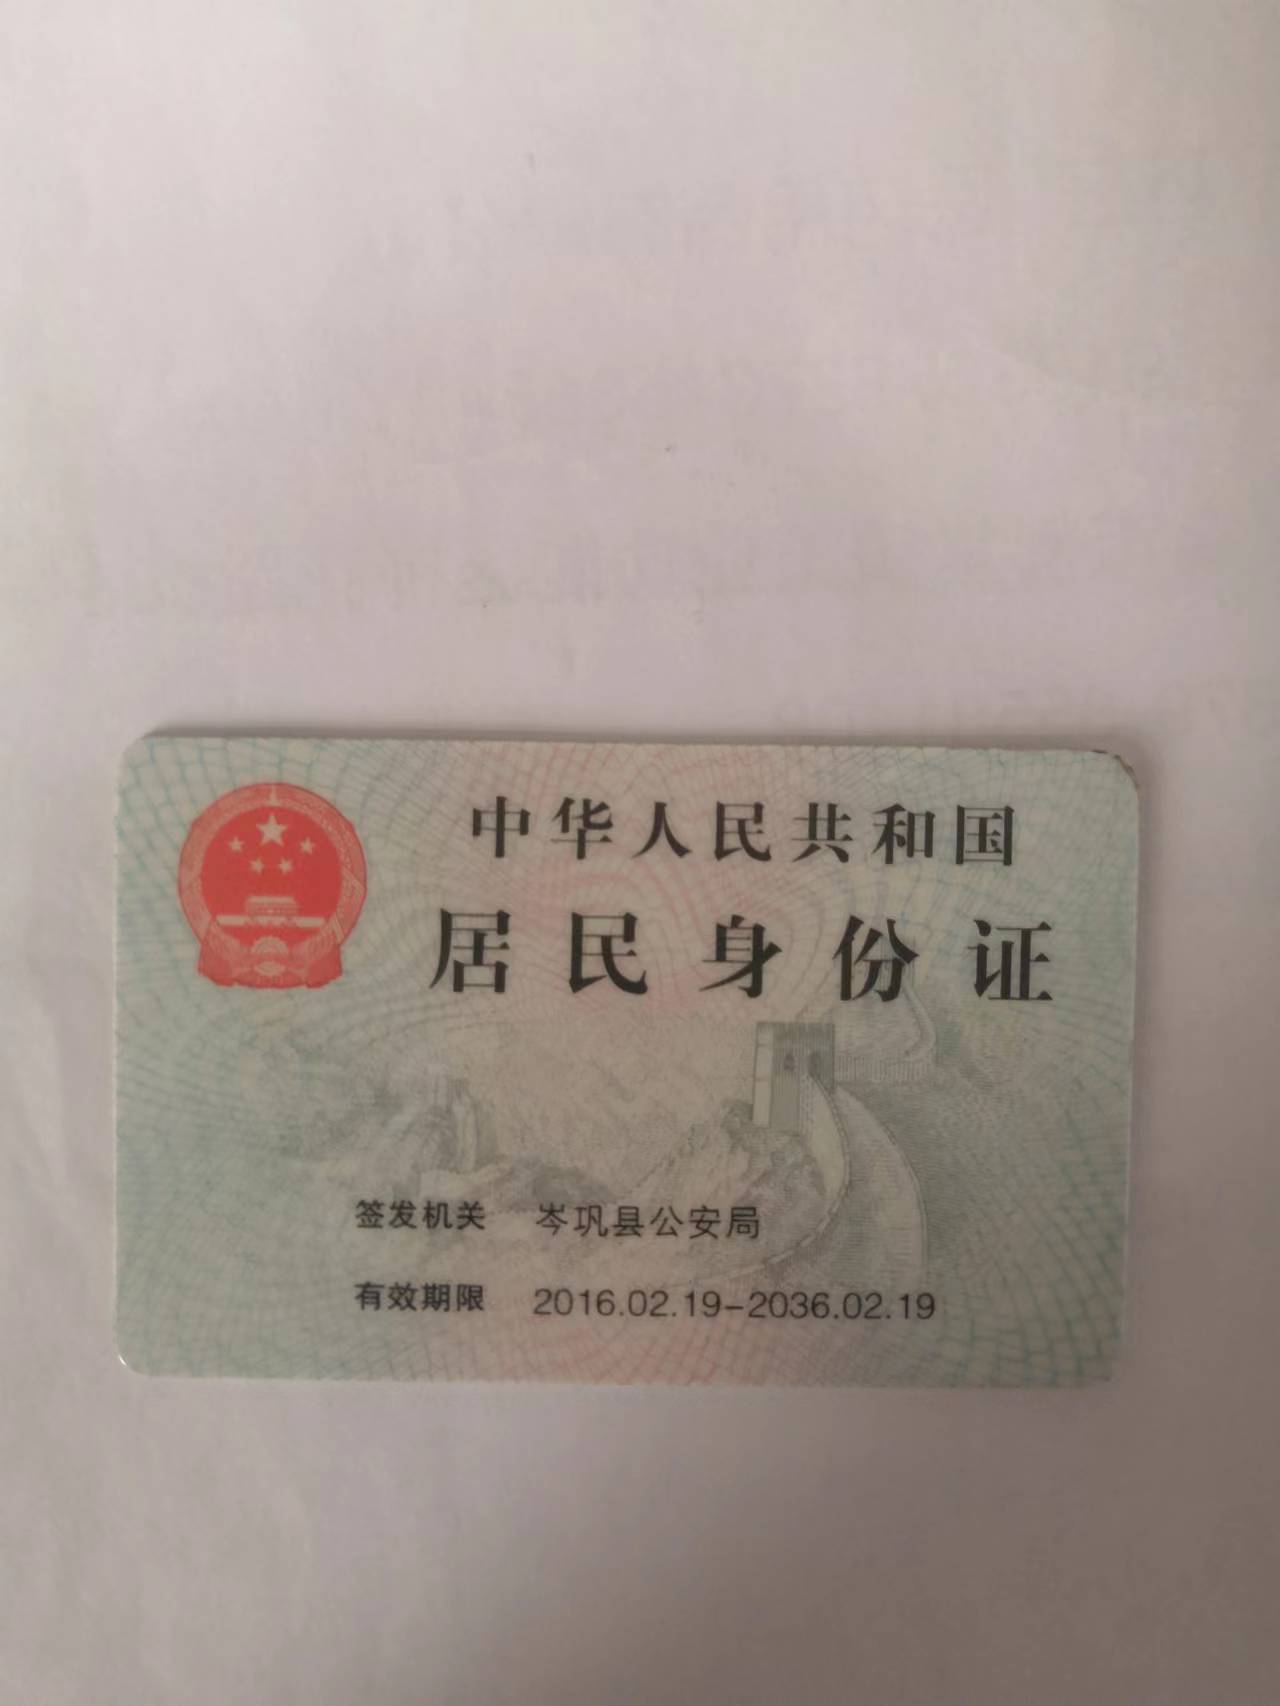 中华人民共和国
居民身份证
签发机关 岑巩县公安局
有效期限 2016.02.19-2036.02.19